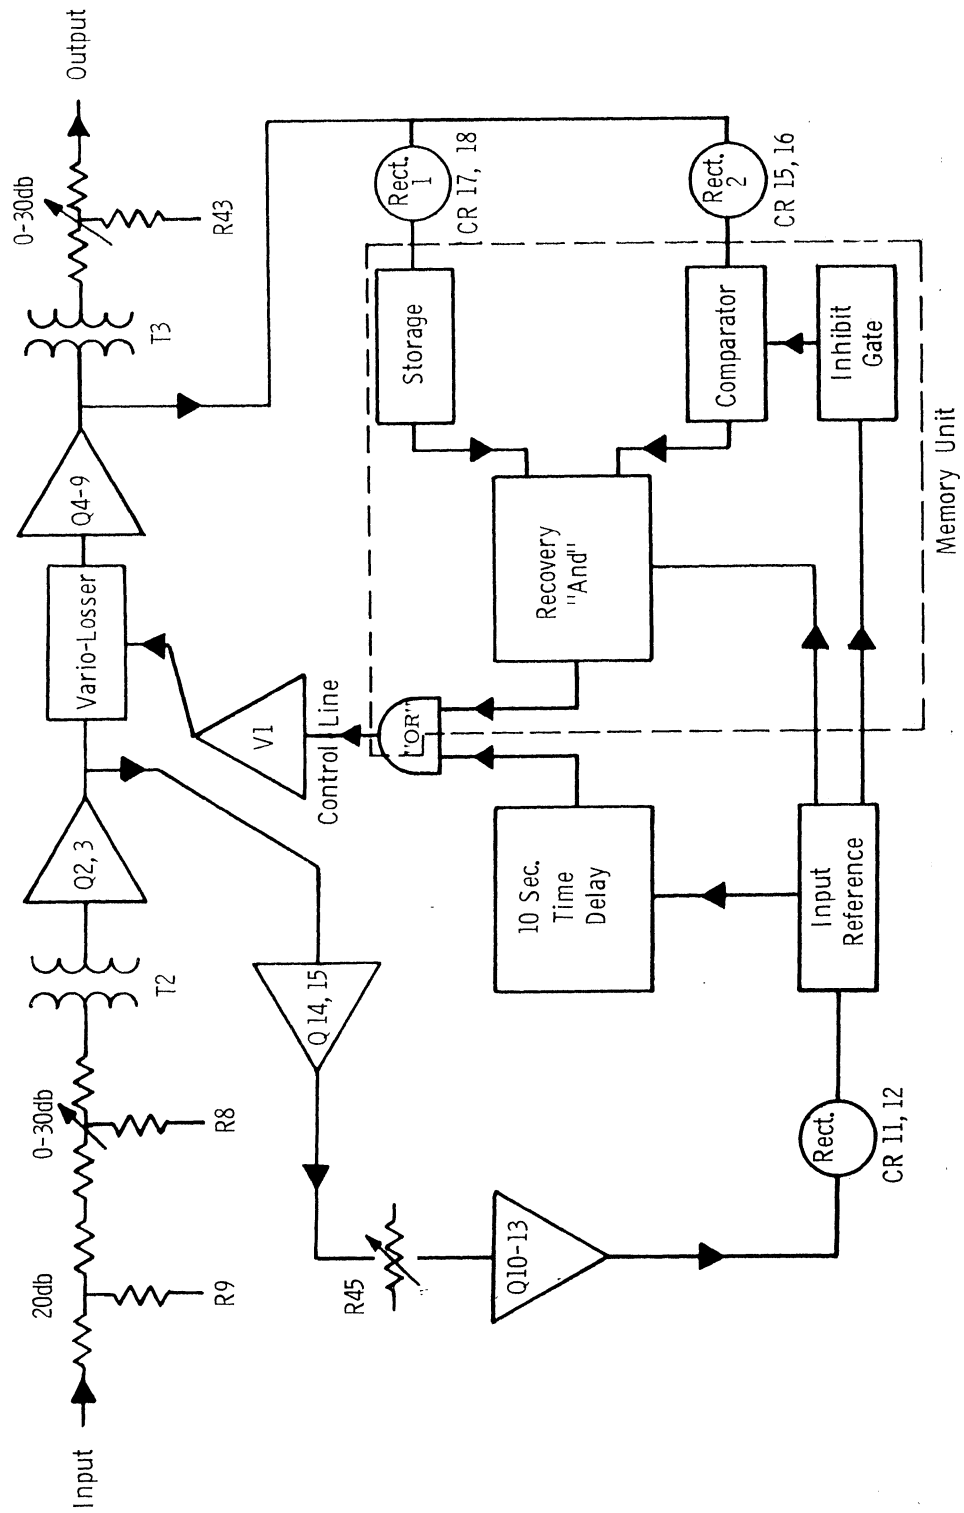 Input
20db
R9
0-30db
R8
T2
Q2, 3
Vario-Losser
Q4-9
T3
0-30db
R43
Output
Q 14, 15
V1
Control Line
R45
Q10-13
10 Sec.
Time
Delay
"OR"
Recovery
"And"
Storage
Rect.
1
CR 17, 18
Comparator
Rect.
2
CR 15, 16
Rect.
CR 11, 12
Input
Reference
Inhibit
Gate
Memory Unit